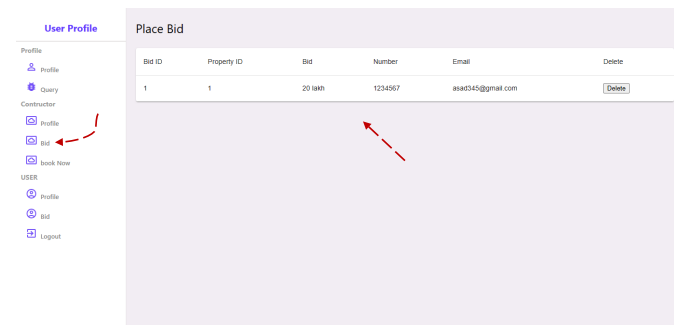 User Profile
Profile
Profile
Query
Contructor
Profile
Bid
book Now
USER
Profile
Bid
Logout
Place Bid
Bid ID Property ID Bid Number Email Delete
1 1 20 lakh 1234567 asad345@gmail.com Delete